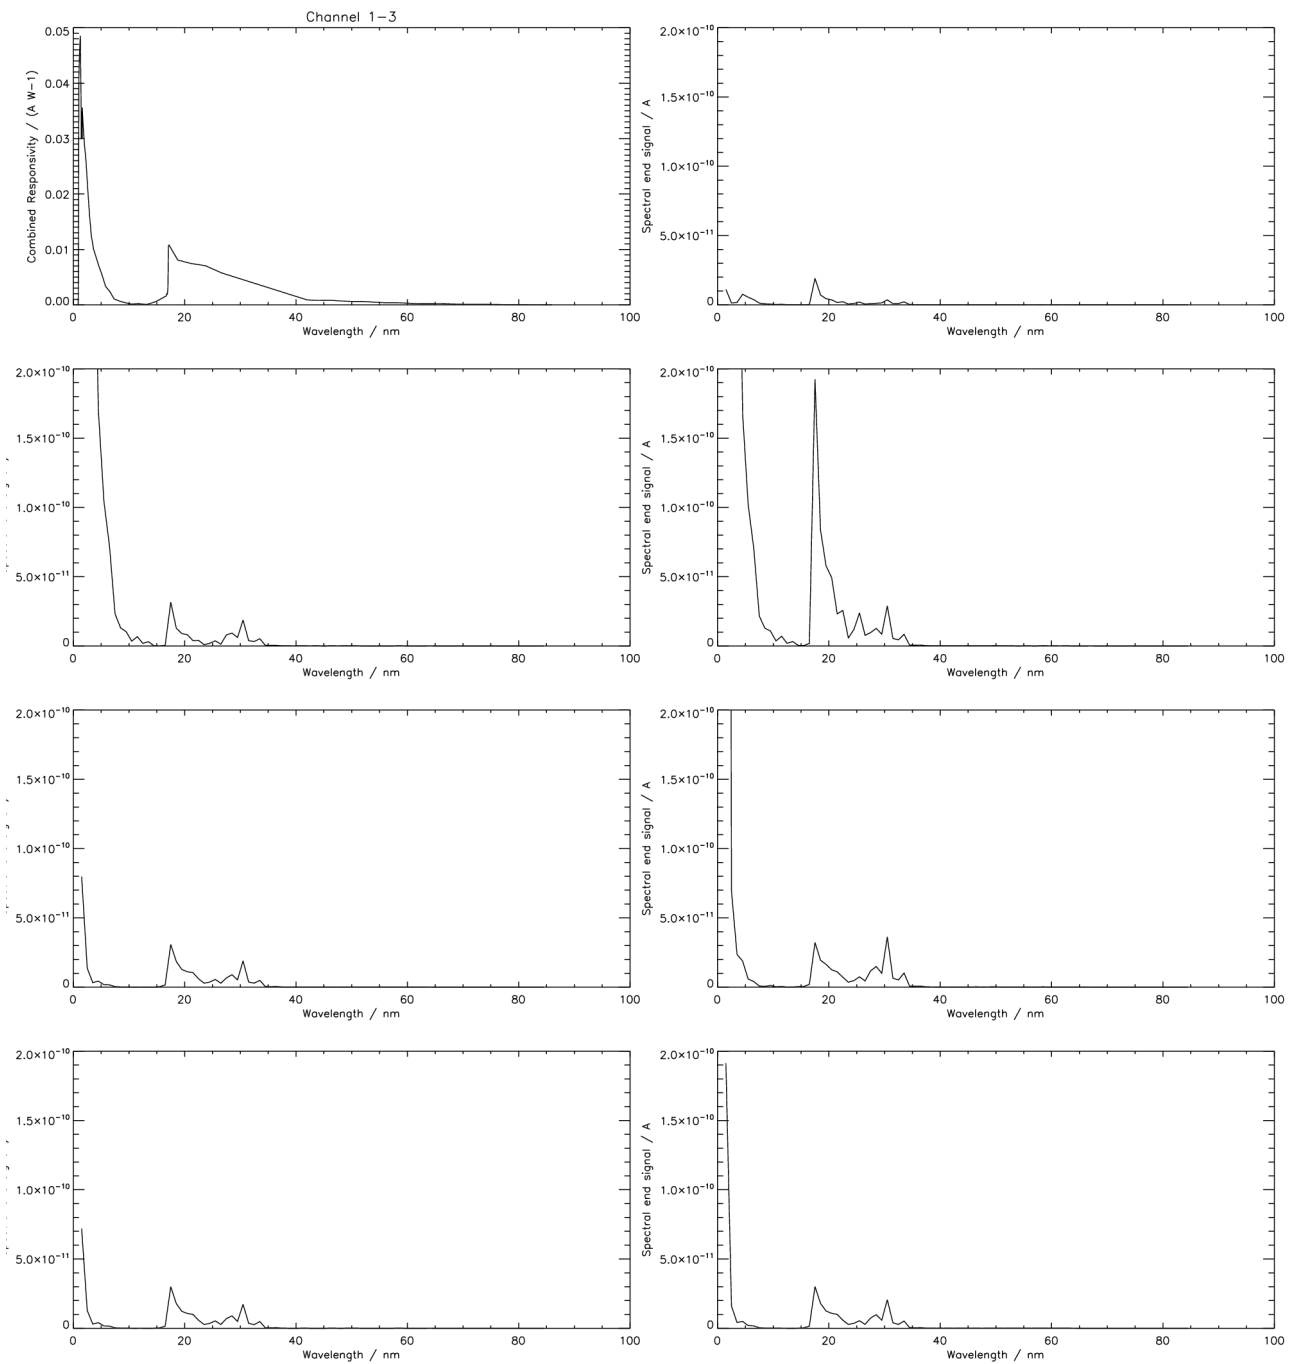 Channel 1−3
0.05
0.04
0.03
0.02
0.01
0.00
Combined Responsivity / (A W−1)
0 20 40 60 80 100
Wavelength / nm
2.0×10⁻¹⁰
1.5×10⁻¹⁰
1.0×10⁻¹⁰
5.0×10⁻¹¹
0
Spectral end signal / A
0 20 40 60 80 100
Wavelength / nm
2.0×10⁻¹⁰
1.5×10⁻¹⁰
1.0×10⁻¹⁰
5.0×10⁻¹¹
0
0 20 40 60 80 100
Wavelength / nm
2.0×10⁻¹⁰
1.5×10⁻¹⁰
1.0×10⁻¹⁰
5.0×10⁻¹¹
0
Spectral end signal / A
0 20 40 60 80 100
Wavelength / nm
2.0×10⁻¹⁰
1.5×10⁻¹⁰
1.0×10⁻¹⁰
5.0×10⁻¹¹
0
0 20 40 60 80 100
Wavelength / nm
2.0×10⁻¹⁰
1.5×10⁻¹⁰
1.0×10⁻¹⁰
5.0×10⁻¹¹
0
Spectral end signal / A
0 20 40 60 80 100
Wavelength / nm
2.0×10⁻¹⁰
1.5×10⁻¹⁰
1.0×10⁻¹⁰
5.0×10⁻¹¹
0
0 20 40 60 80 100
Wavelength / nm
2.0×10⁻¹⁰
1.5×10⁻¹⁰
1.0×10⁻¹⁰
5.0×10⁻¹¹
0
Spectral end signal / A
0 20 40 60 80 100
Wavelength / nm